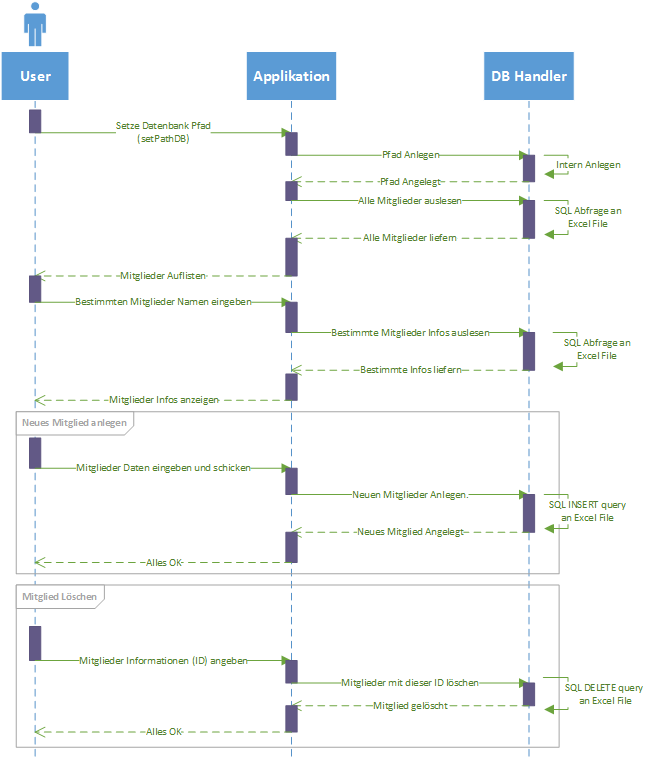 User
Applikation
DB Handler
Setze Datenbank Pfad
(setPathDB)
Pfad Anlegen
Intern Anlegen
Pfad Angelegt
Alle Mitglieder auslesen
SQL Abfrage an
Excel File
Alle Mitglieder liefern
Mitglieder Auflisten
Bestimmten Mitglieder Namen eingeben
Bestimmte Mitglieder Infos auslesen
SQL Abfrage an
Excel File
Bestimmte Infos liefern
Mitglieder Infos anzeigen
Neues Mitglied anlegen
Mitglieder Daten eingeben und schicken
Neuen Mitglieder Anlegen.
SQL INSERT query
an Excel File
Neues Mitglied Angelegt
Alles OK
Mitglied Löschen
Mitglieder Informationen (ID) angeben
Mitglieder mit dieser ID löschen
SQL DELETE query
an Excel File
Mitglied gelöscht
Alles OK